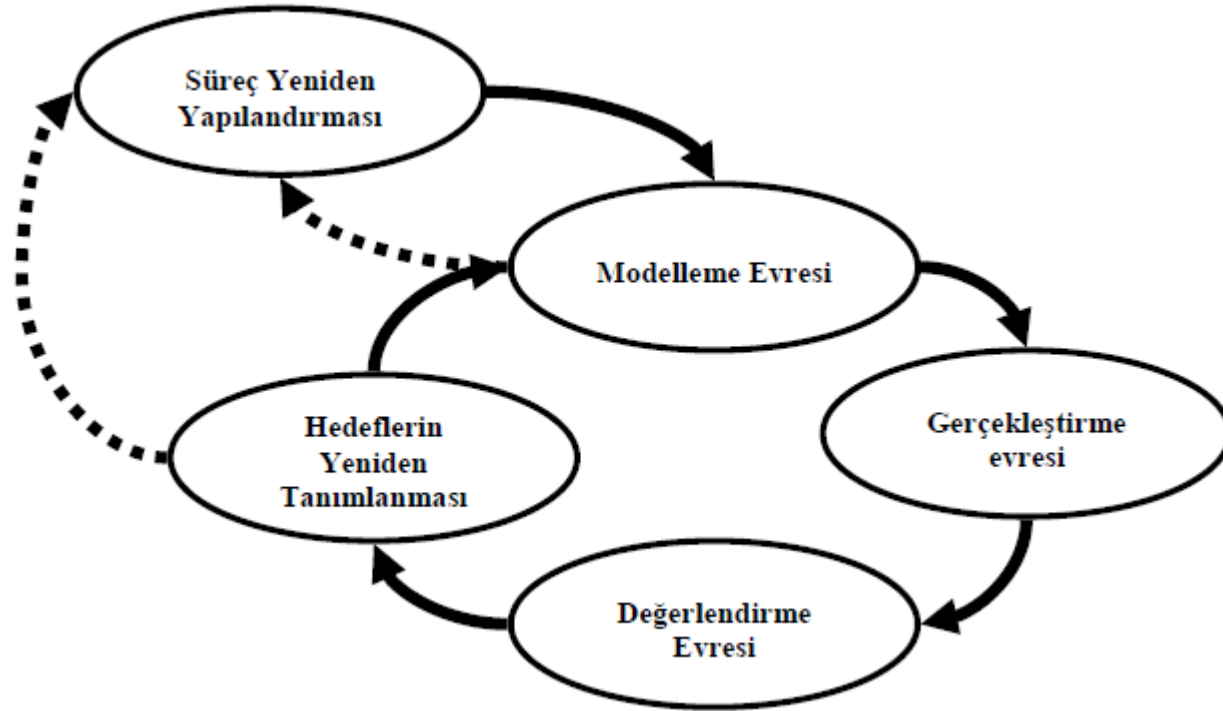 Süreç Yeniden
Yapılandırması
Modelleme Evresi
Gerçekleştirme
evresi
Hedeflerin
Yeniden
Tanımlanması
Değerlendirme
Evresi